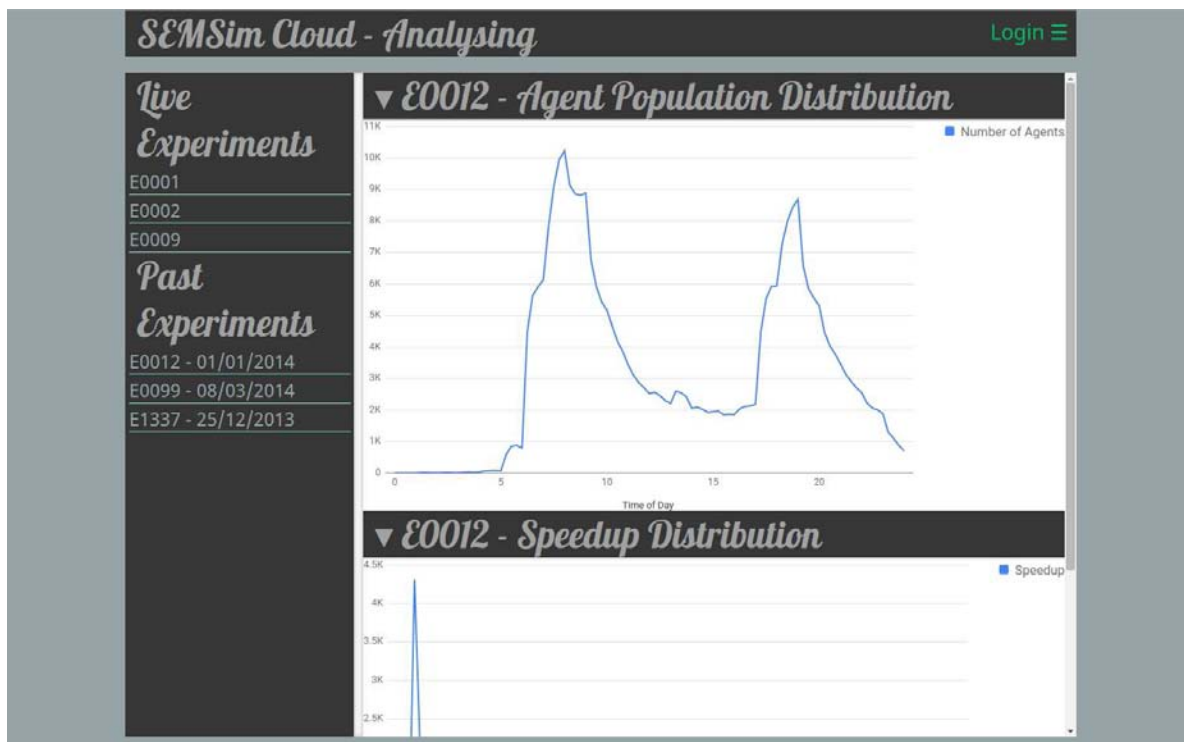 SEMSim Cloud - Analysing
Login ☰
Live
Experiments
E0001
E0002
E0009
Past
Experiments
E0012 - 01/01/2014
E0099 - 08/03/2014
E1337 - 25/12/2013
▼ E0012 - Agent Population Distribution
Number of Agents
11K
10K
9K
8K
7K
6K
5K
4K
3K
2K
1K
0
0 5 10 15 20
Time of Day
▼ E0012 - Speedup Distribution
Speedup
4.5K
4K
3.5K
3K
2.5K